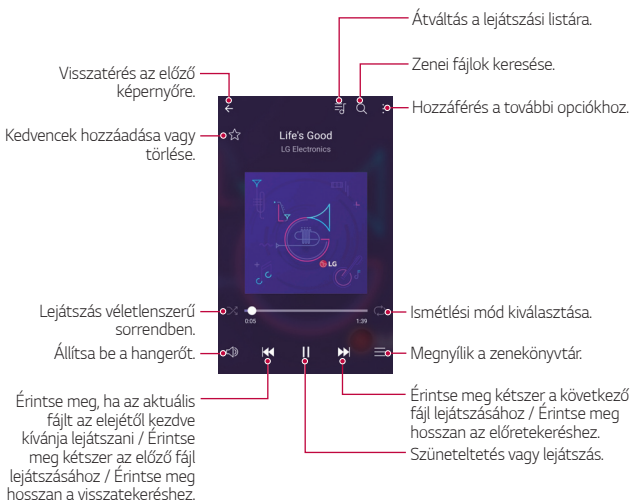 Átváltás a lejátszási listára.
Zenei fájlok keresése.
Visszatérés az előző
képernyőre.
Hozzáférés a további opciókhoz.
Kedvencek hozzáadása vagy
törlése.
Life's Good
LG Electronics
LG
Lejátszás véletlenszerű
sorrendben.
0:05
1:39
Ismétlési mód kiválasztása.
Állítsa be a hangerőt.
Megnyílik a zenekönyvtár.
Érintse meg, ha az aktuális
fájlt az elejétől kezdve
kívánja lejátszani / Érintse
meg kétszer az előző fájl
lejátszásához / Érintse meg
hosszan a visszatekeréshez.
Érintse meg kétszer a következő
fájl lejátszásához / Érintse meg
hosszan az előretekeréshez.
Szüneteltetés vagy lejátszás.